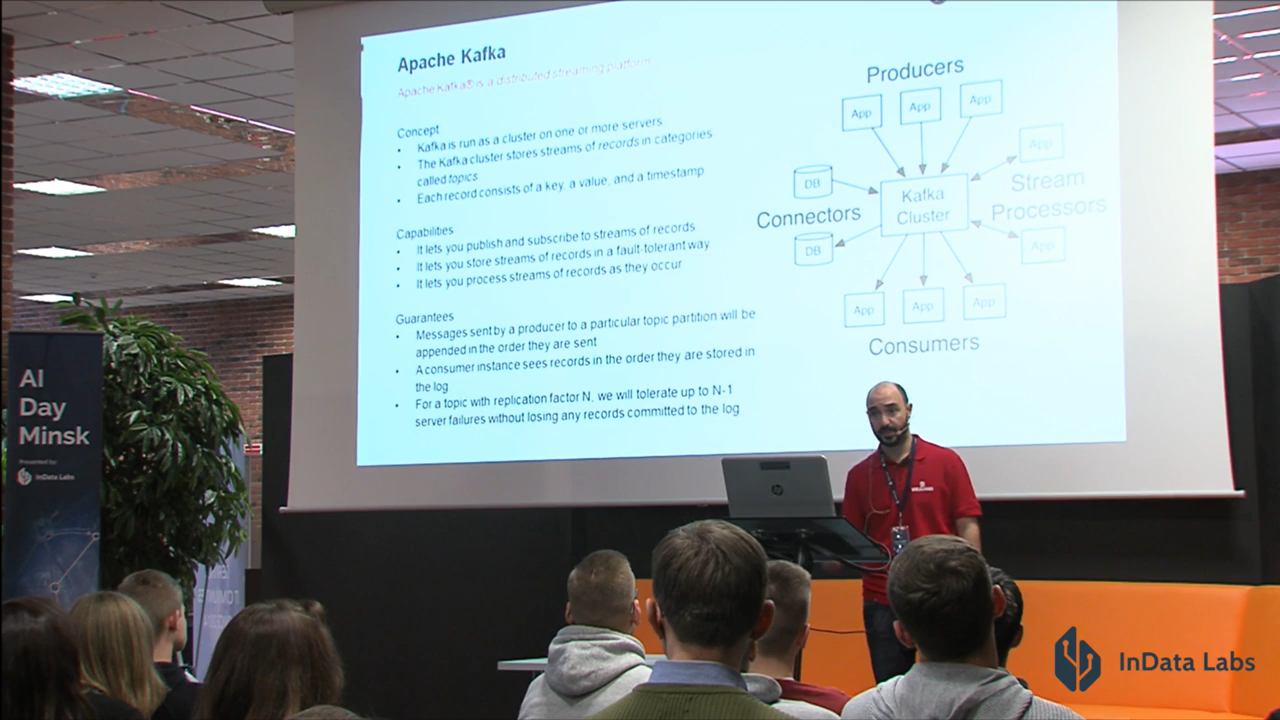 Apache Kafka
Apache Kafka® is a distributed streaming platform
Concept
• Kafka is run as a cluster on one or more servers
• The Kafka cluster stores streams of records in categories
called topics
• Each record consists of a key, a value, and a timestamp
Capabilities
• It lets you publish and subscribe to streams of records
• It lets you store streams of records in a fault-tolerant way
• It lets you process streams of records as they occur
Guarantees
• Messages sent by a producer to a particular topic partition will be
appended in the order they are sent
• A consumer instance sees records in the order they are stored in
the log
• For a topic with replication factor N, we will tolerate up to N-1
server failures without losing any records committed to the log
Producers
App App App
App
DB
Kafka
Cluster
Stream
Processors
Connectors
DB
App
App App App
Consumers
AI
Day
Minsk
Presented by:
InData Labs
hp
InData Labs